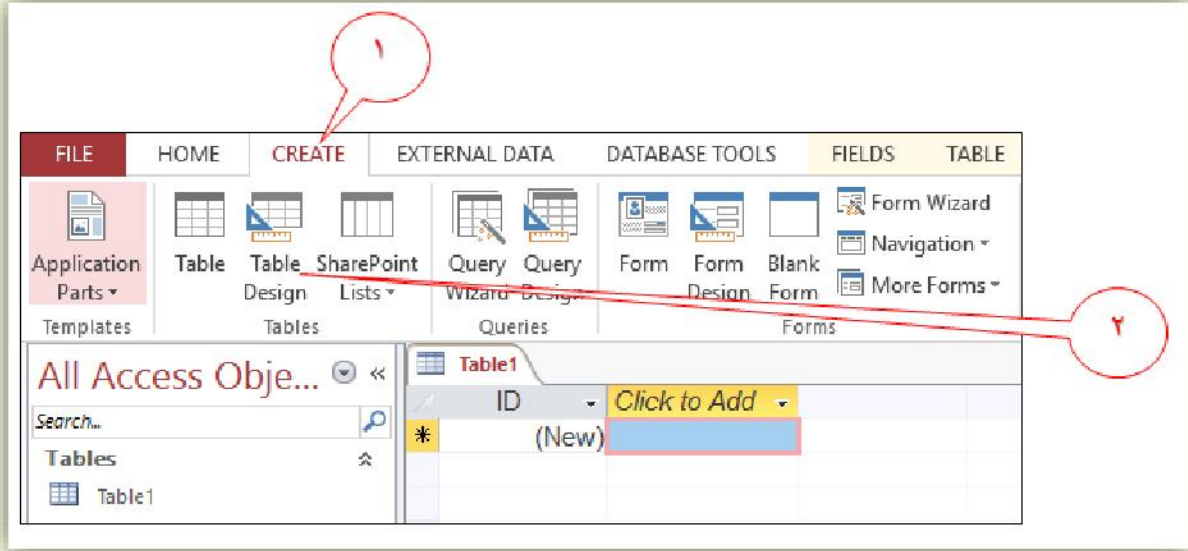 ١
FILE HOME CREATE EXTERNAL DATA DATABASE TOOLS FIELDS TABLE
Application Parts
Table
Table Design
SharePoint Lists
Query Wizard
Query Design
Form
Form Design
Blank Form
Form Wizard
Navigation
More Forms
Templates Tables Queries Forms
٢
All Access Obje... «
Search...
Tables
Table1
Table1
ID Click to Add
* (New)